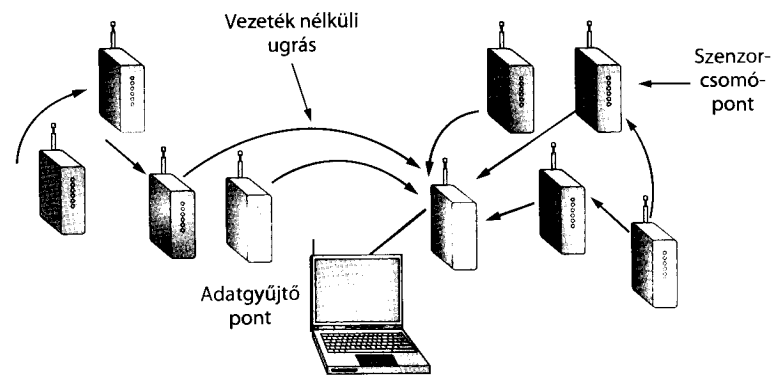 Vezeték nélküli
ugrás
Szenzor-
csomó-
pont
Adatgyűjtő
pont